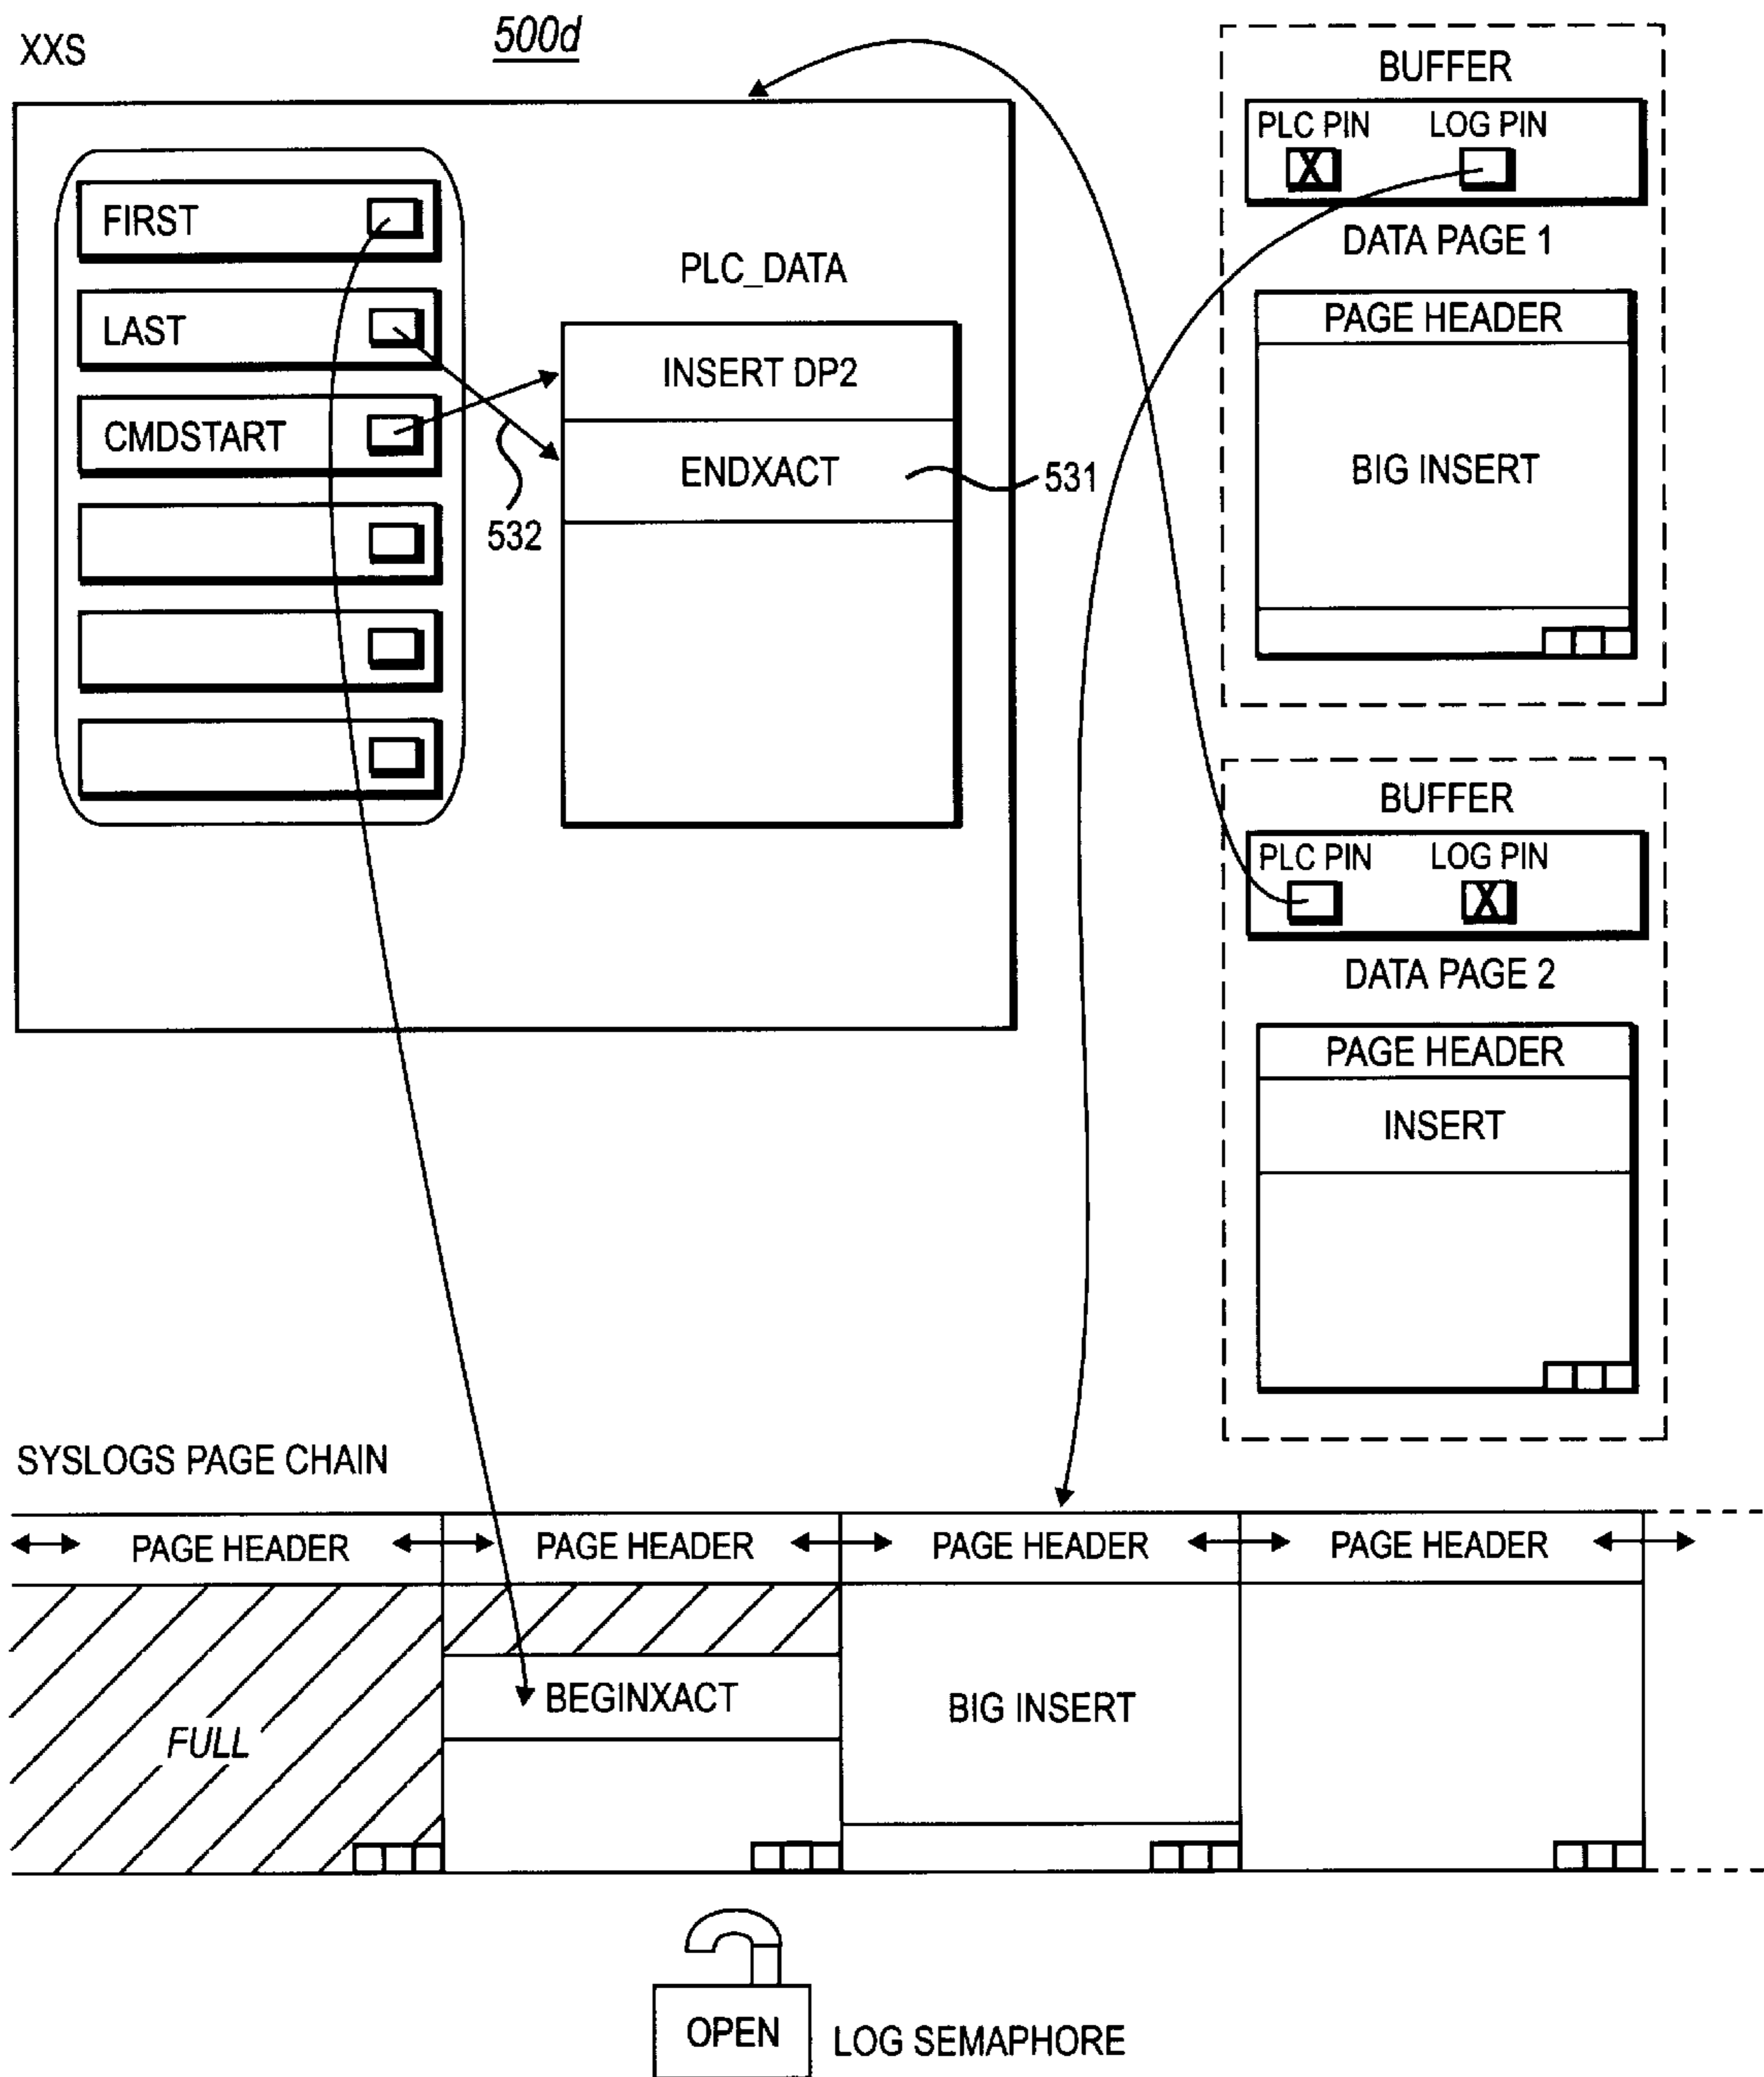 XXS
500d
FIRST
LAST
CMDSTART
PLC_DATA
INSERT DP2
ENDXACT
531
532
BUFFER
PLC PIN
LOG PIN
X
DATA PAGE 1
PAGE HEADER
BIG INSERT
BUFFER
PLC PIN
LOG PIN
X
DATA PAGE 2
PAGE HEADER
INSERT
SYSLOGS PAGE CHAIN
PAGE HEADER
PAGE HEADER
PAGE HEADER
PAGE HEADER
FULL
BEGINXACT
BIG INSERT
OPEN
LOG SEMAPHORE